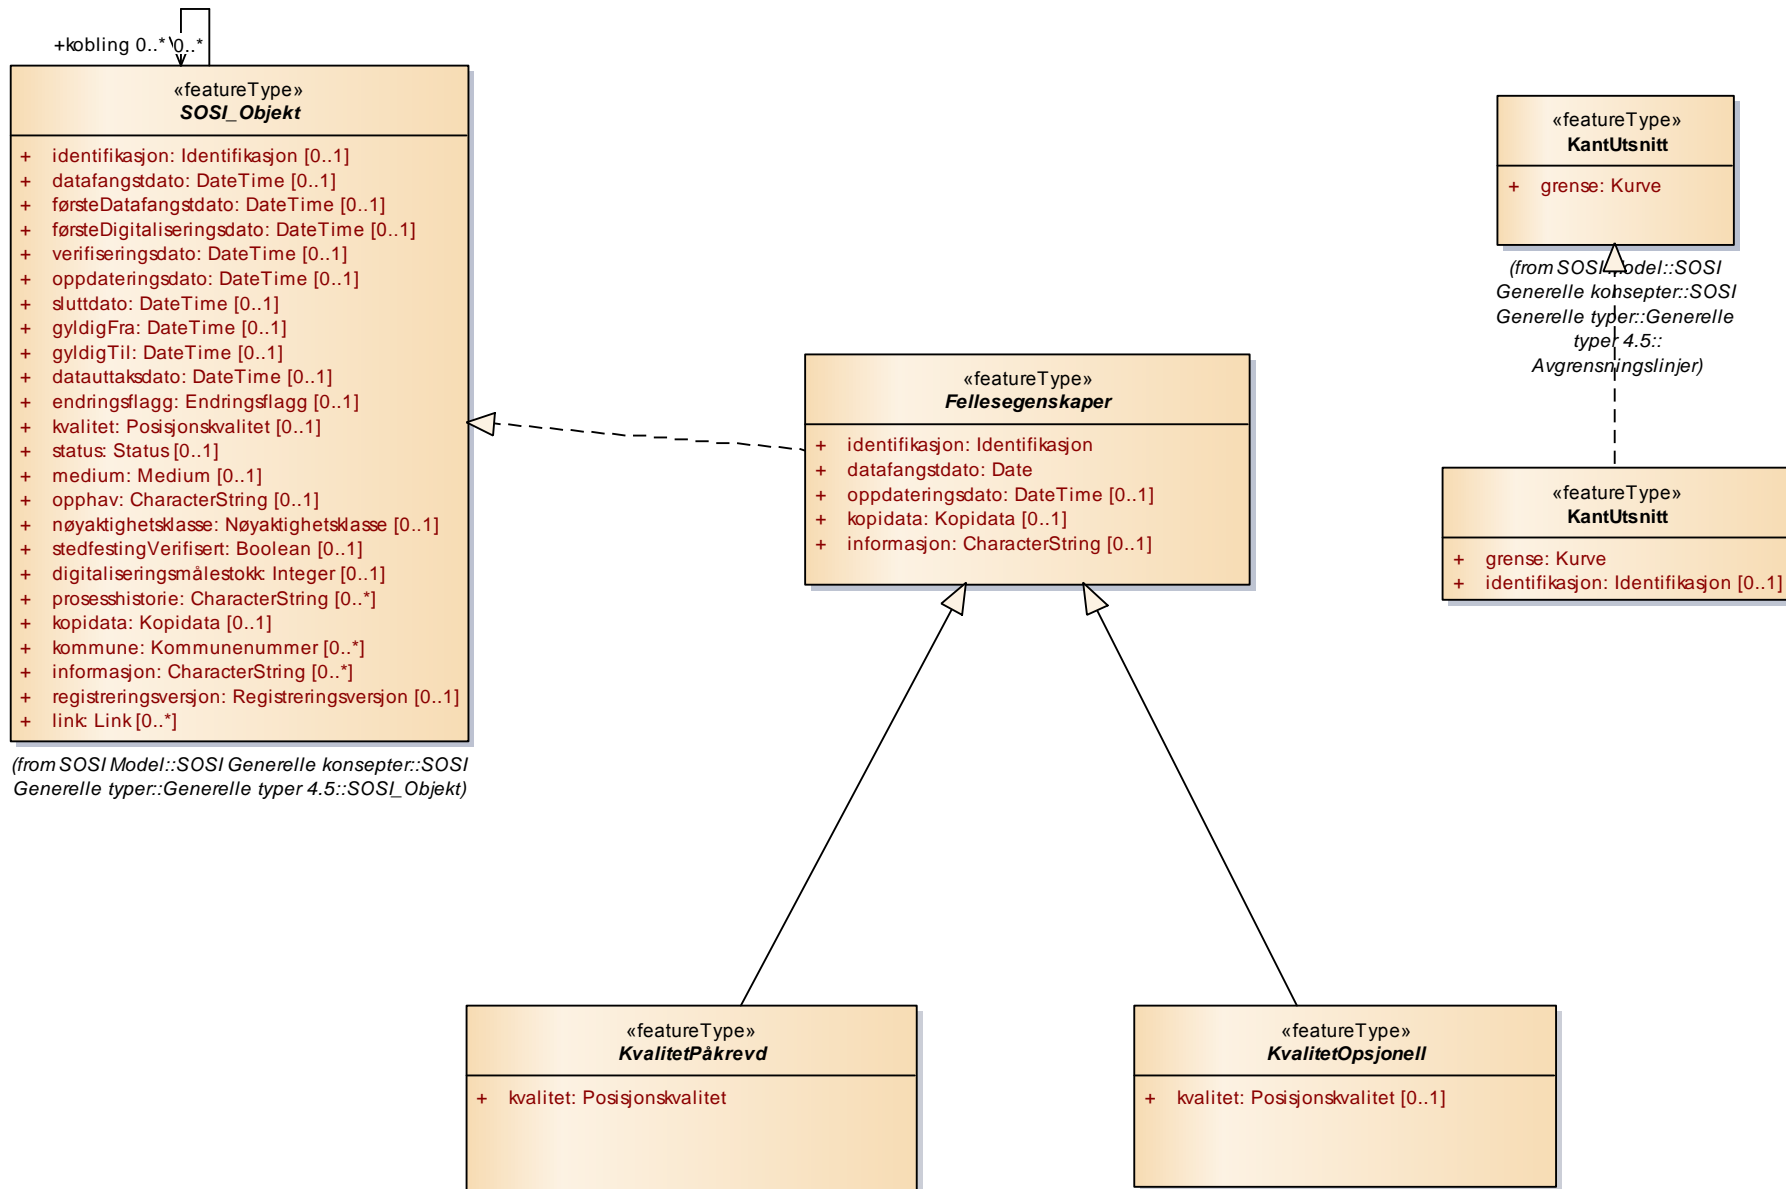 +kobling 0..* 0..*
«featureType»
SOSI_Objekt
+ identifikasjon: Identifikasjon [0..1]
+ datafangstdato: DateTime [0..1]
+ førsteDatafangstdato: DateTime [0..1]
+ førsteDigitaliseringsdato: DateTime [0..1]
+ verifiseringsdato: DateTime [0..1]
+ oppdateringsdato: DateTime [0..1]
+ sluttdato: DateTime [0..1]
+ gyldigFra: DateTime [0..1]
+ gyldigTil: DateTime [0..1]
+ datauttaksdato: DateTime [0..1]
+ endringsflagg: Endringsflagg [0..1]
+ kvalitet: Posisjonskvalitet [0..1]
+ status: Status [0..1]
+ medium: Medium [0..1]
+ opphav: CharacterString [0..1]
+ nøyaktighetsklasse: Nøyaktighetsklasse [0..1]
+ stedfestingVerifisert: Boolean [0..1]
+ digitaliseringsmålestokk: Integer [0..1]
+ prosesshistorie: CharacterString [0..*]
+ kopidata: Kopidata [0..1]
+ kommune: Kommunenummer [0..*]
+ informasjon: CharacterString [0..*]
+ registreringsversjon: Registreringsversjon [0..1]
+ link: Link [0..*]
(from SOSI Model::SOSI Generelle konsepter::SOSI
Generelle typer::Generelle typer 4.5::SOSI_Objekt)
«featureType»
Fellesegenskaper
+ identifikasjon: Identifikasjon
+ datafangstdato: Date
+ oppdateringsdato: DateTime [0..1]
+ kopidata: Kopidata [0..1]
+ informasjon: CharacterString [0..1]
«featureType»
KantUtsnitt
+ grense: Kurve
(from SOSI Model::SOSI
Generelle konsepter::SOSI
Generelle typer::Generelle
typer 4.5::
Avgrensningslinjer)
«featureType»
KantUtsnitt
+ grense: Kurve
+ identifikasjon: Identifikasjon [0..1]
«featureType»
KvalitetPåkrevd
+ kvalitet: Posisjonskvalitet
«featureType»
KvalitetOpsjonell
+ kvalitet: Posisjonskvalitet [0..1]